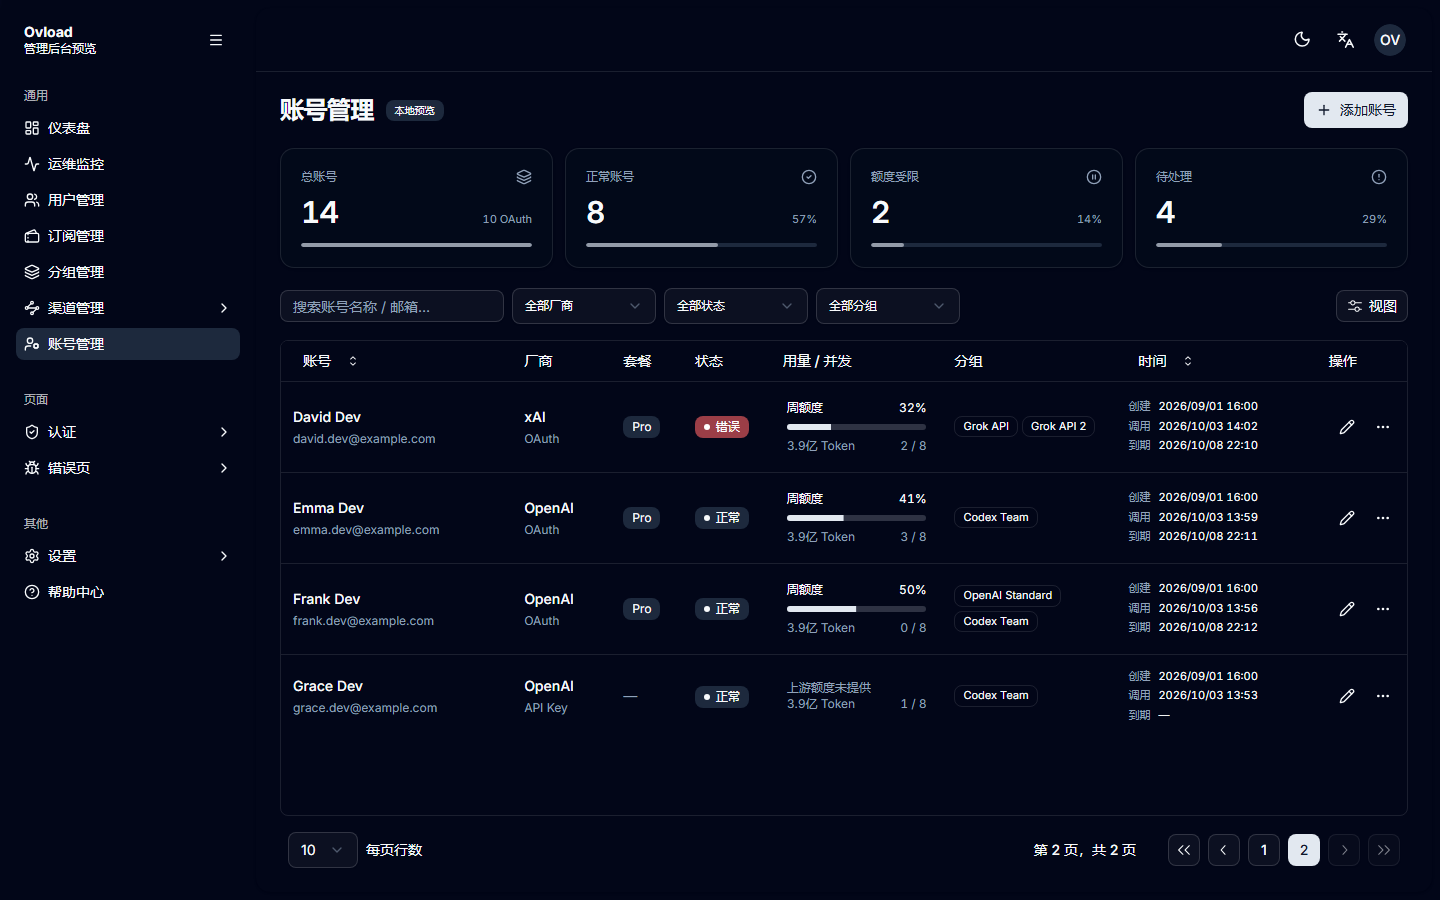 Ovload
管理后台预览
OV
通用
仪表盘
运维监控
用户管理
订阅管理
分组管理
渠道管理
账号管理
页面
认证
错误页
其他
设置
帮助中心
账号管理 本地预览
添加账号
总账号
14 10 OAuth
正常账号
8 57%
额度受限
2 14%
待处理
4 29%
搜索账号名称 / 邮箱... 全部厂商 全部状态 全部分组 视图
账号 厂商 套餐 状态 用量 / 并发 分组 时间 操作
David Dev
david.dev@example.com
xAI
OAuth
Pro
错误
周额度 32%
3.9亿 Token 2 / 8
Grok API Grok API 2
创建 2026/09/01 16:00
调用 2026/10/03 14:02
到期 2026/10/08 22:10
Emma Dev
emma.dev@example.com
OpenAI
OAuth
Pro
正常
周额度 41%
3.9亿 Token 3 / 8
Codex Team
创建 2026/09/01 16:00
调用 2026/10/03 13:59
到期 2026/10/08 22:11
Frank Dev
frank.dev@example.com
OpenAI
OAuth
Pro
正常
周额度 50%
3.9亿 Token 0 / 8
OpenAI Standard
Codex Team
创建 2026/09/01 16:00
调用 2026/10/03 13:56
到期 2026/10/08 22:12
Grace Dev
grace.dev@example.com
OpenAI
API Key
—
正常
上游额度未提供
3.9亿 Token 1 / 8
Codex Team
创建 2026/09/01 16:00
调用 2026/10/03 13:53
到期 —
10 每页行数
第 2 页，共 2 页
1 2